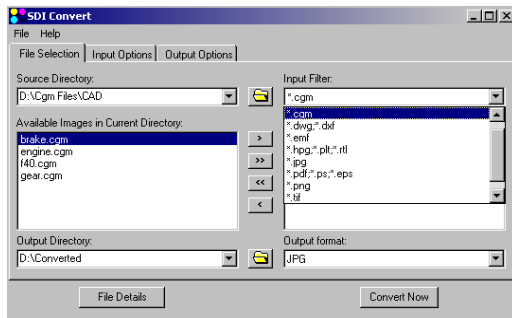 SDI Convert
File Help
File Selection Input Options Output Options
Source Directory:
D:\Cgm Files\CAD
Available Images in Current Directory:
brake.cgm
engine.cgm
f40.cgm
gear.cgm
>
>>
<<
<
Input Filter:
*.cgm
*.cgm
*.dwg;*.dxf
*.emf
*.hpg;*.plt;*.rtl
*.jpg
*.pdf;*.ps;*.eps
*.png
*.tif
Output Directory:
D:\Converted
Output format:
JPG
File Details
Convert Now